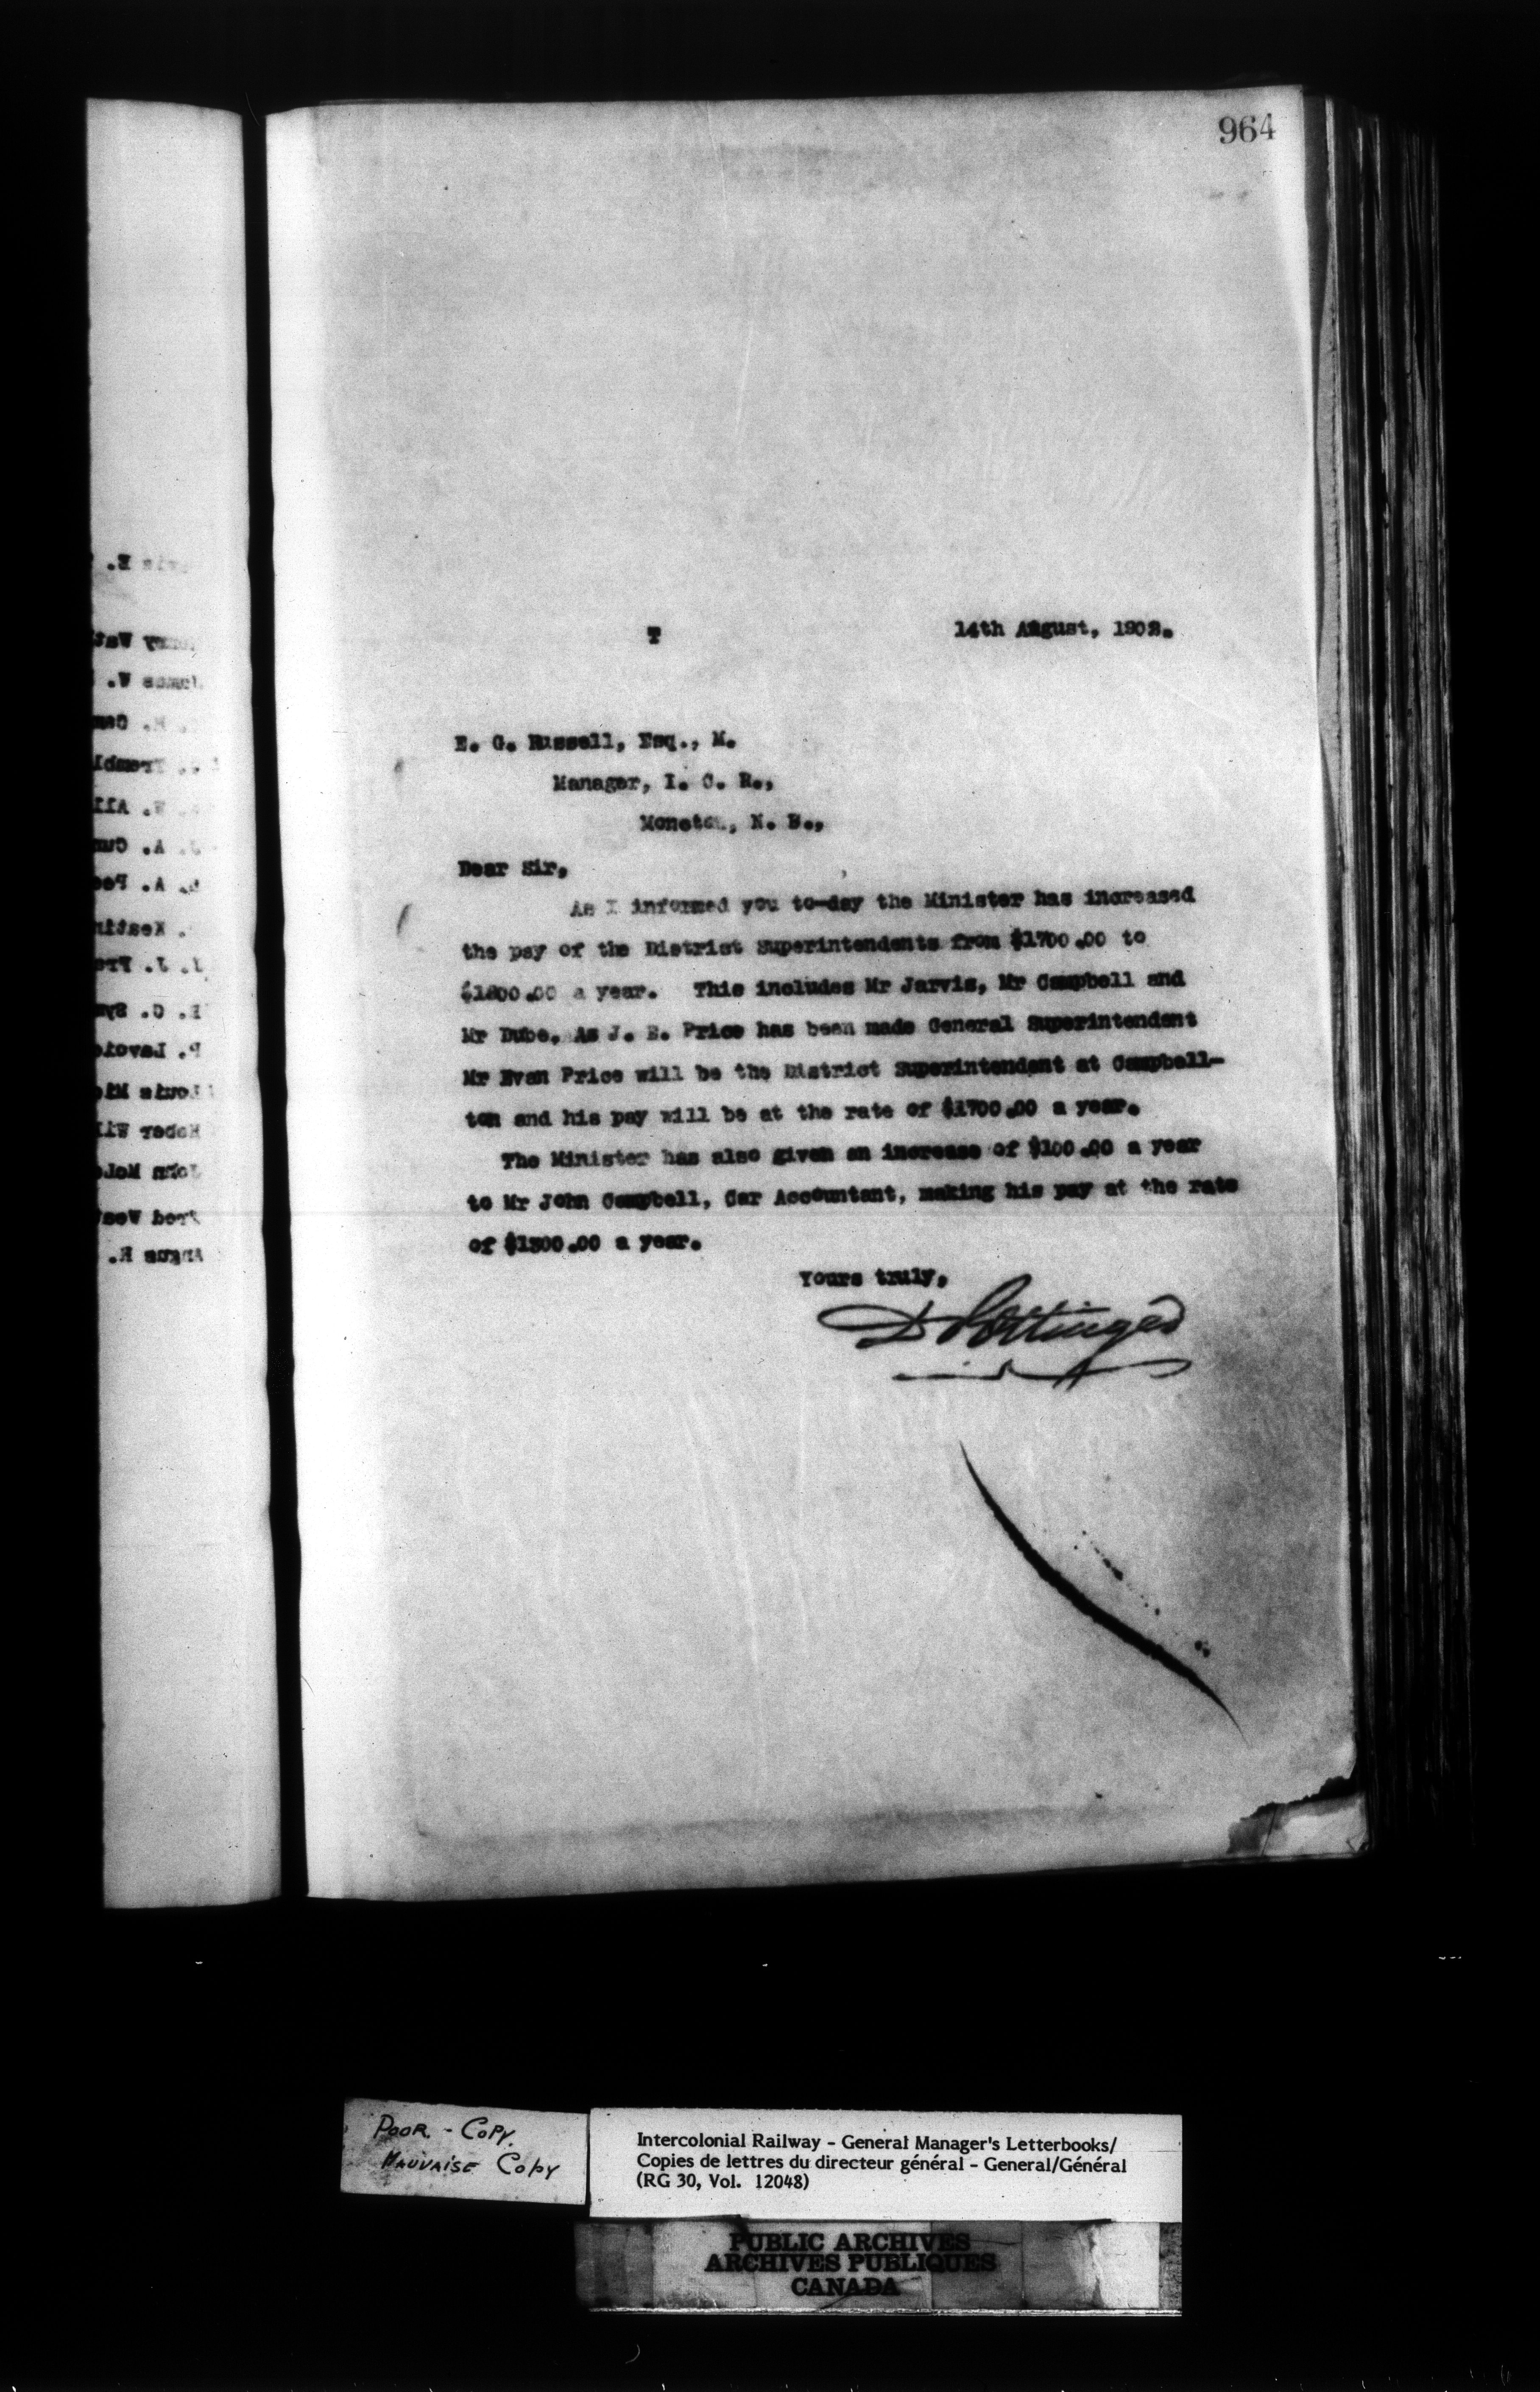 964
T 14th August, 1902.
E. G. Russell, Esq., M.
Manager, I. C. R.,
Moncton, N. B.,
Dear Sir,
As I informed you to-day the Minister has increased
the pay of the District Superintendents from $1700.00 to
$1800.00 a year. This includes Mr Jarvis, Mr Campbell and
Mr Dube. As J. E. Price has been made General Superintendent
Mr Evan Price will be the District Superintendent at Campbell-
ton and his pay will be at the rate of $1700.00 a year.
The Minister has also given an increase of $100.00 a year
to Mr John Campbell, Car Accountant, making his pay at the rate
of $1300.00 a year.
Yours truly,
D Pottinger
POOR - COPY.
MAUVAISE COPY
Intercolonial Railway - General Manager's Letterbooks/
Copies de lettres du directeur général - General/Général
(RG 30, Vol. 12048)
PUBLIC ARCHIVES
ARCHIVES PUBLIQUES
CANADA